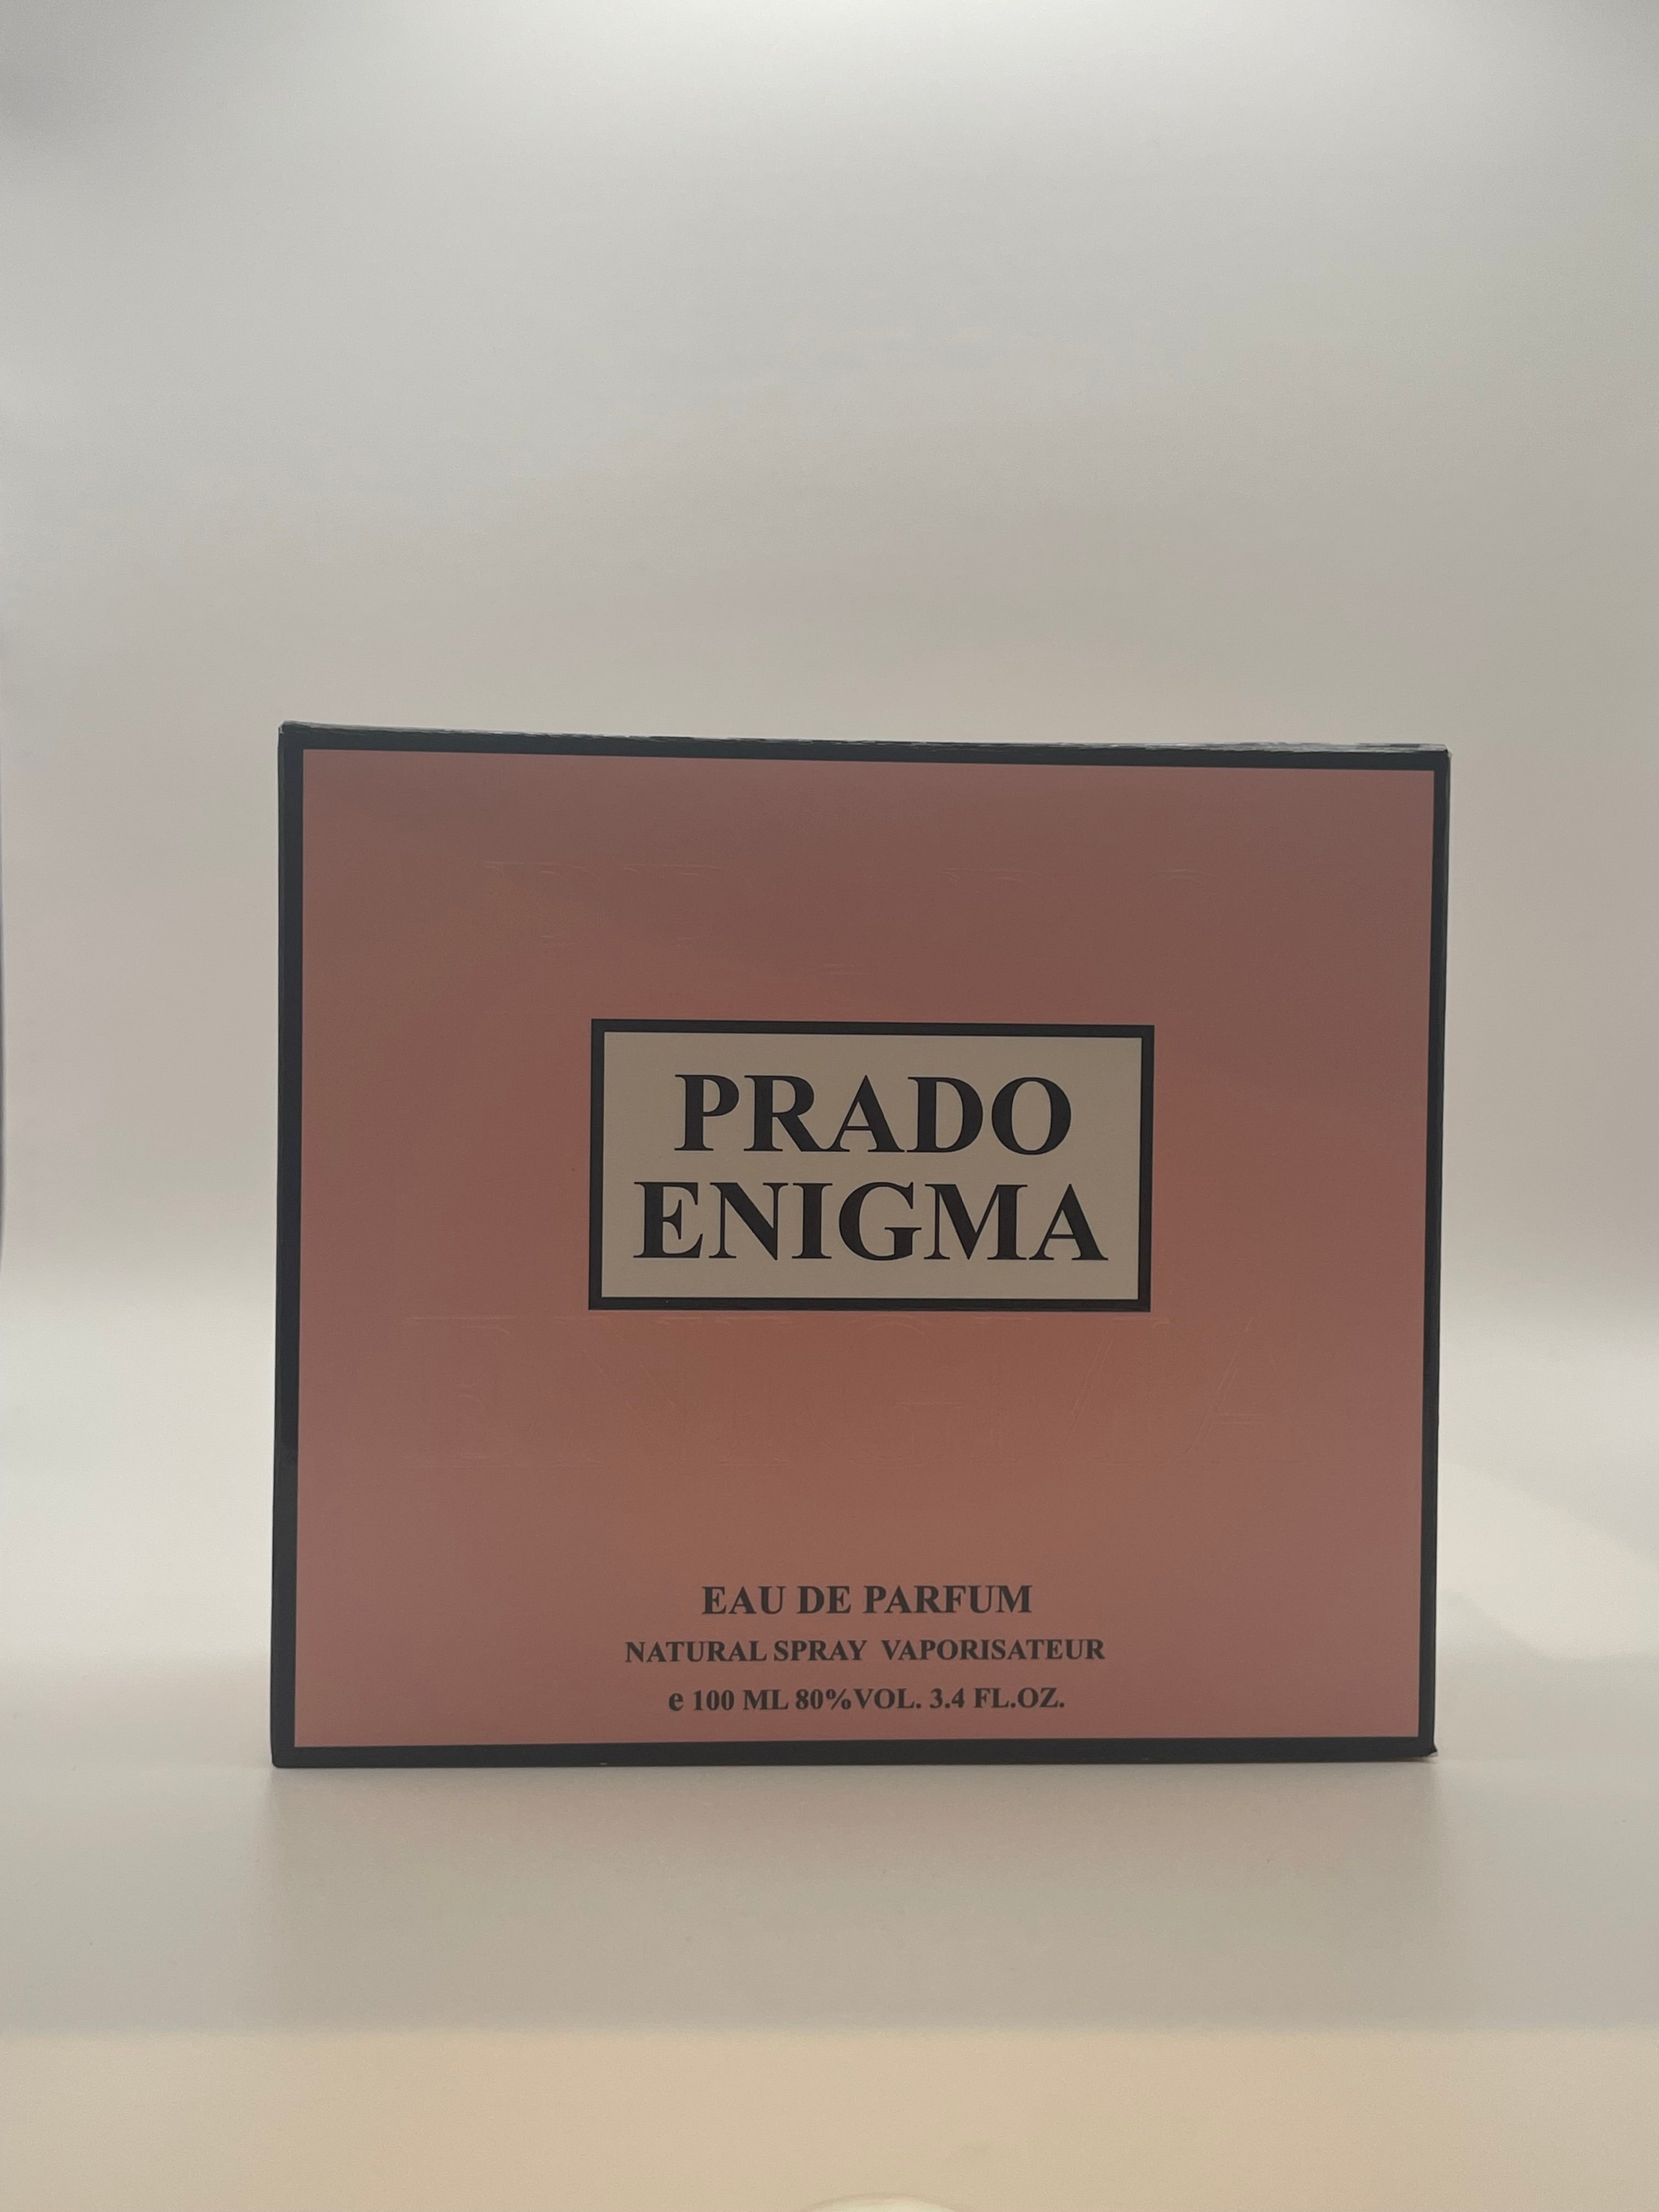 PRADO
ENIGMA
EAU DE PARFUM
NATURAL SPRAY VAPORISATEUR
e 100 ML 80%VOL. 3.4 FL.OZ.